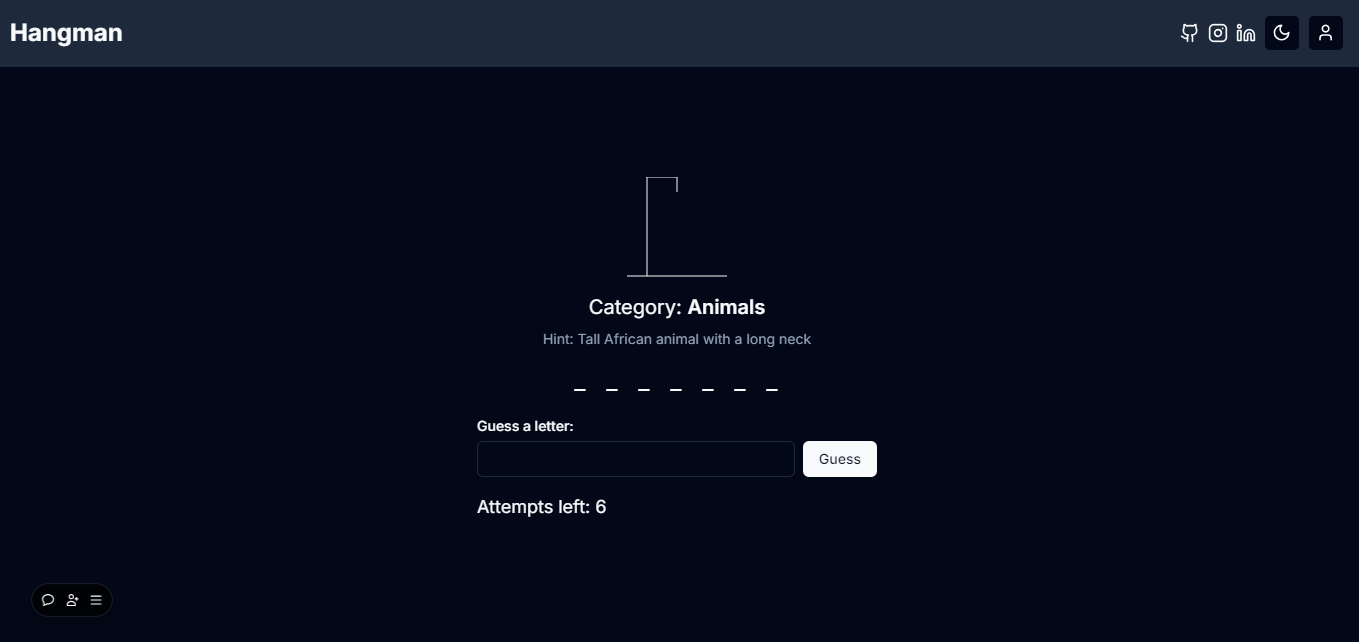 Hangman
Category: Animals
Hint: Tall African animal with a long neck
_ _ _ _ _ _ _
Guess a letter:
Guess
Attempts left: 6